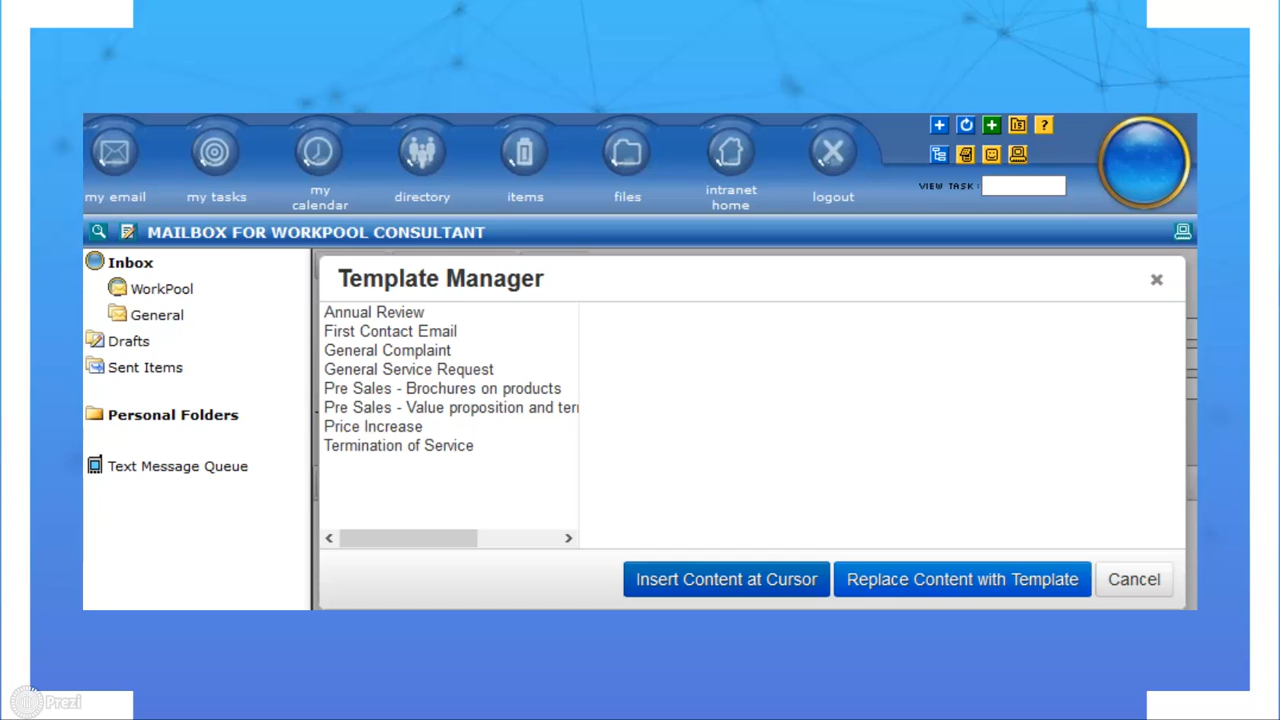 my email
my tasks
my calendar
directory
items
files
intranet home
logout
?
VIEW TASK:
MAILBOX FOR WORKPOOL CONSULTANT
Inbox
WorkPool
General
Drafts
Sent Items
Personal Folders
Text Message Queue
Template Manager
Annual Review
First Contact Email
General Complaint
General Service Request
Pre Sales - Brochures on products
Pre Sales - Value proposition and
Price Increase
Termination of Service
Insert Content at Cursor
Replace Content with Template
Cancel
Prezi